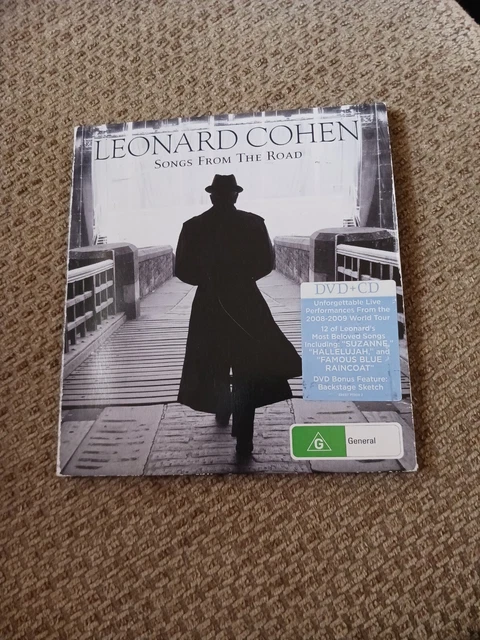 LEONARD COHEN
SONGS FROM THE ROAD
DVD+CD
Unforgettable Live
Performances From the
2008-2009 World Tour
12 of Leonard's
Most Beloved Songs
Including: "SUZANNE,"
"HALLELUJAH," and
"FAMOUS BLUE
RAINCOAT"
DVD Bonus Feature:
Backstage Sketch
G
General